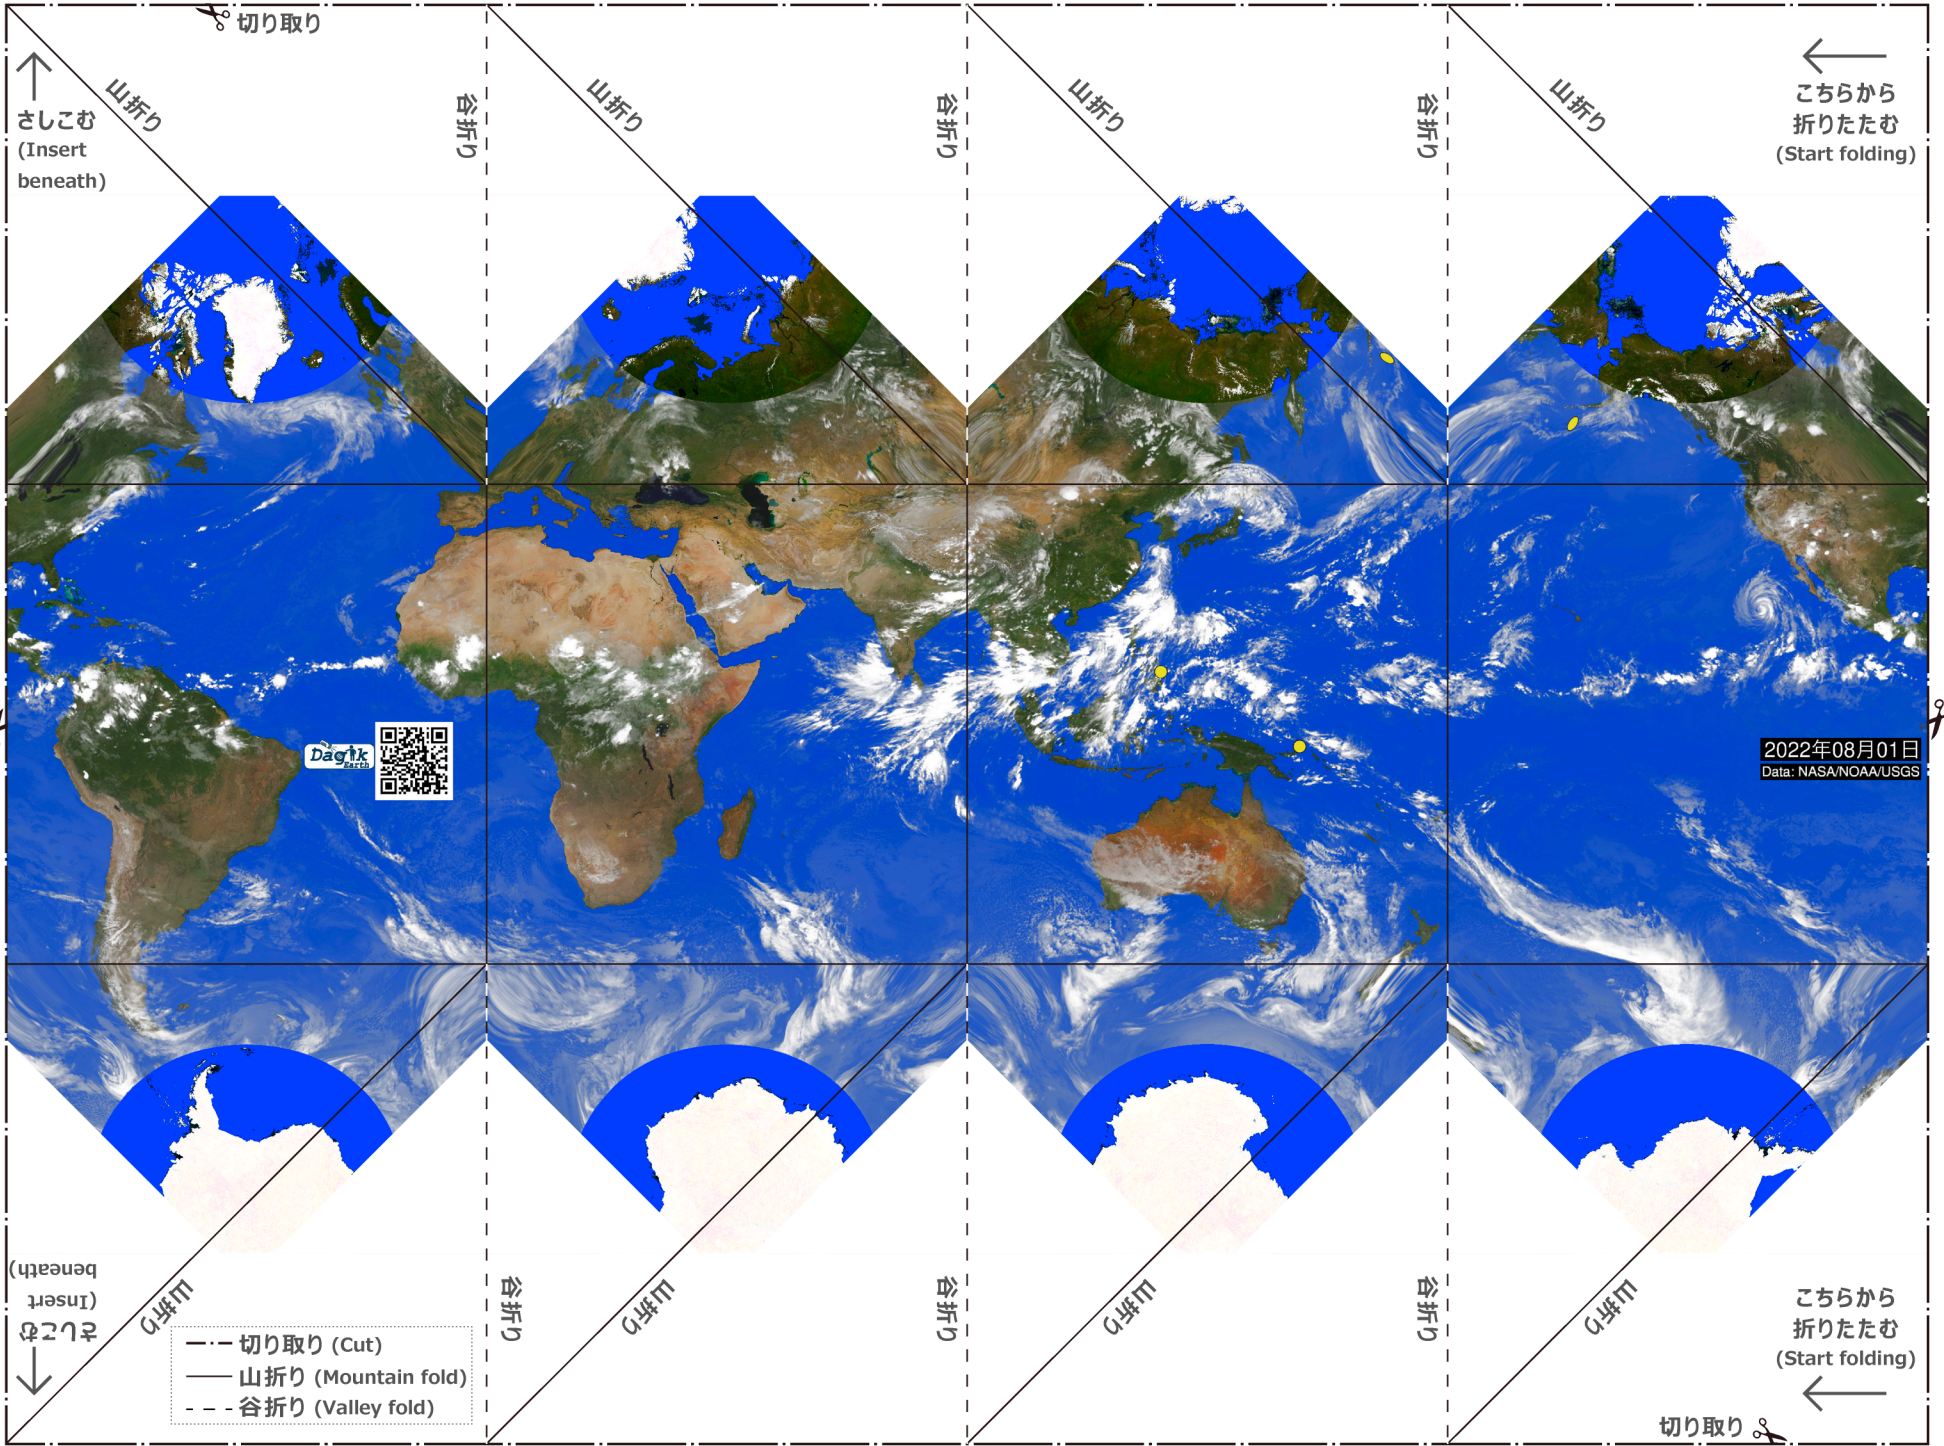 切り取り
山折り
谷折り
山折り
谷折り
山折り
谷折り
山折り
さしこむ
(Insert
beneath)
こちらから
折りたたむ
(Start folding)
Dagik
Earth
2022年08月01日
Data: NASA/NOAA/USGS
さしこむ
(Insert
beneath)
山折り
谷折り
山折り
谷折り
山折り
谷折り
山折り
こちらから
折りたたむ
(Start folding)
切り取り (Cut)
山折り (Mountain fold)
谷折り (Valley fold)
切り取り